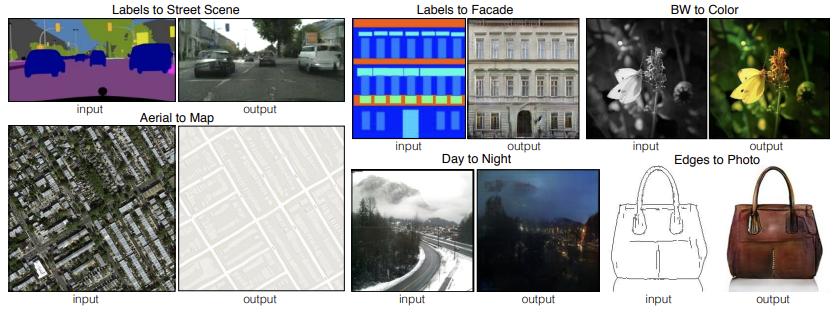 Labels to Street Scene
input
output
Aerial to Map
input
output
Labels to Facade
input
output
BW to Color
input
output
Day to Night
input
output
Edges to Photo
input
output